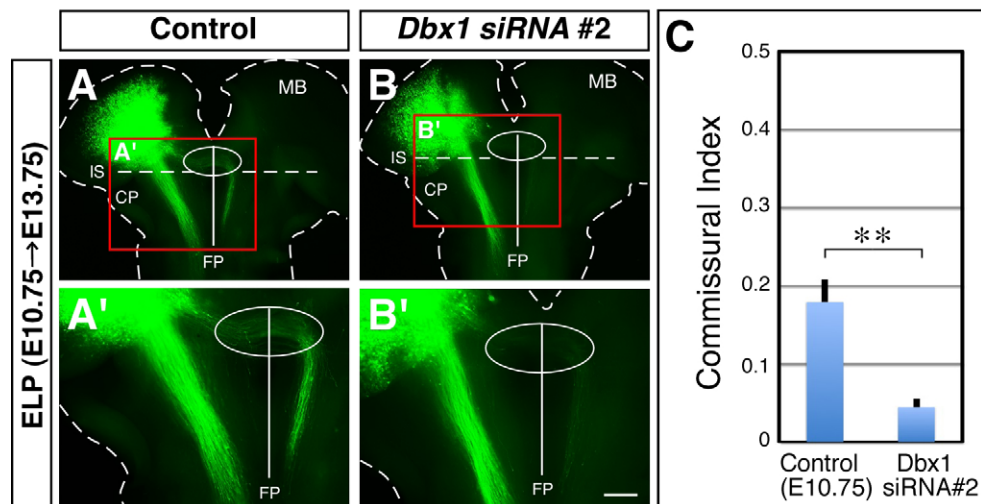 Control
Dbx1 siRNA #2
ELP (E10.75→E13.75)
A
MB
A'
IS
CP
FP
B
MB
B'
IS
CP
FP
A'
FP
B'
FP
C
Commissural Index
0.5
0.4
0.3
0.2
0.1
0
**
Control
(E10.75)
Dbx1
siRNA#2